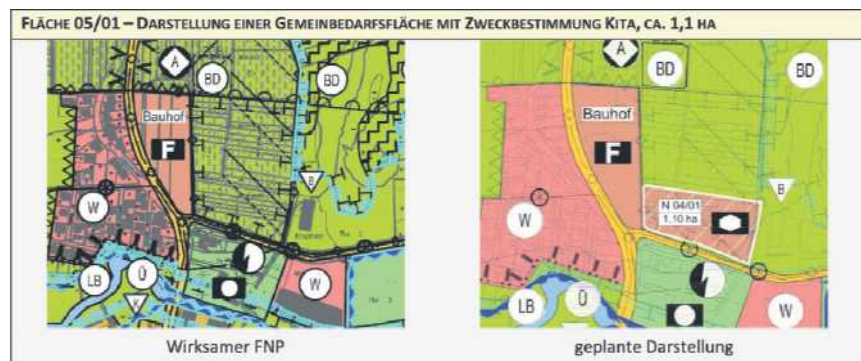 FLÄCHE 05/01 – DARSTELLUNG EINER GEMEINBEDARFSFLÄCHE MIT ZWECKBESTIMMUNG KITA, CA. 1,1 HA
A
BD
BD
Bauhof
F
B
W
W
LB
Ü
K
Wirksamer FNP
A
BD
BD
Bauhof
F
B
N 04/01
1,10 ha
W
W
LB
Ü
geplante Darstellung